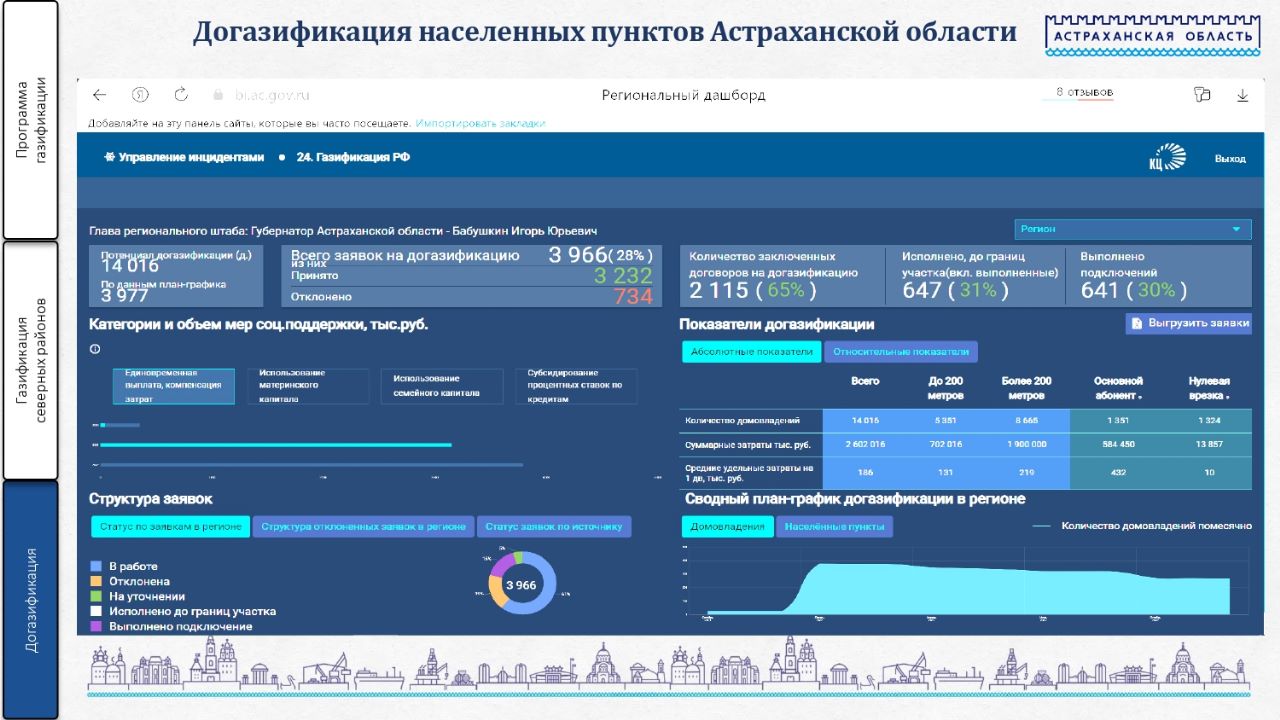 Догазификация населенных пунктов Астраханской области
АСТРАХАНСКАЯ ОБЛАСТЬ
Программа
газификации
Газификация
северных районов
Догазификация
bi.ac.gov.ru
Региональный дашборд
8 отзывов
Добавляйте на эту панель сайты, которые вы часто посещаете. Импортировать закладки
Управление инцидентами • 24. Газификация РФ
КЦ
Выход
Глава регионального штаба: Губернатор Астраханской области - Бабушкин Игорь Юрьевич
Регион
Потенциал догазификации (д.)
14 016
По данным план-графика
3 977
Всего заявок на догазификацию 3 966 ( 28% )
из них
Принято 3 232
Отклонено 734
Количество заключенных
договоров на догазификацию
2 115 ( 65% )
Исполнено, до границ
участка(вкл. выполненные)
647 ( 31% )
Выполнено
подключений
641 ( 30% )
Категории и объем мер соц.поддержки, тыс.руб.
Единовременная
выплата, компенсация
затрат
Использование
материнского
капитала
Использование
семейного капитала
Субсидирование
процентных ставок по
кредитам
Показатели догазификации
Выгрузить заявки
Абсолютные показатели Относительные показатели
Всего До 200 метров Более 200 метров Основной абонент Нулевая врезка
Количество домовладений 14 016 5 351 8 665 1 351 1 324
Суммарные затраты тыс. руб. 2 602 016 702 016 1 900 000 584 450 13 857
Средние удельные затраты на
1 дв, тыс. руб. 186 131 219 432 10
Структура заявок
Статус по заявкам в регионе Структура отклоненных заявок в регионе Статус заявок по источнику
В работе
Отклонена
На уточнении
Исполнено до границ участка
Выполнено подключение
3 966
Сводный план-график догазификации в регионе
Домовладения Населённые пункты
Количество домовладений помесячно